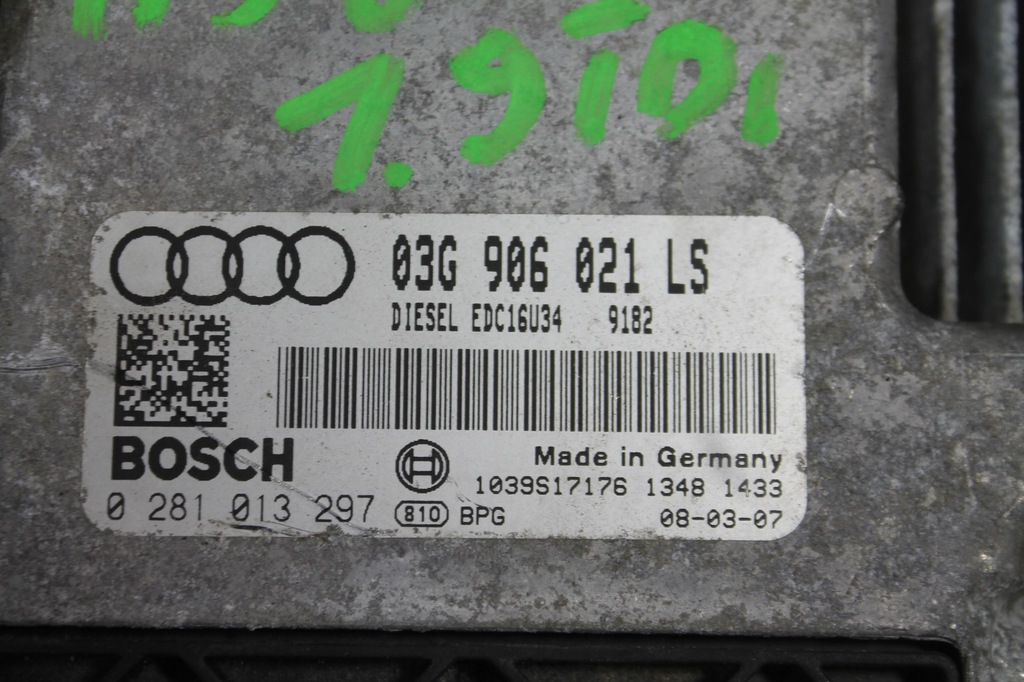 1.9TDI
03G 906 021 LS
DIESEL EDC16U34 9182
BOSCH
Made in Germany
1039S17176 1348 1433
0 281 013 297 810 BPG 08-03-07